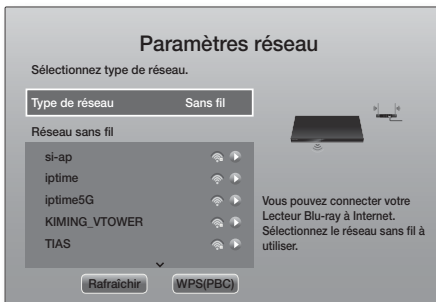 Paramètres réseau
Sélectionnez type de réseau.
Type de réseau Sans fil
Réseau sans fil
si-ap
iptime
iptime5G
KIMING_VTOWER
TIAS
Vous pouvez connecter votre
Lecteur Blu-ray à Internet.
Sélectionnez le réseau sans fil à
utiliser.
Rafraîchir WPS(PBC)